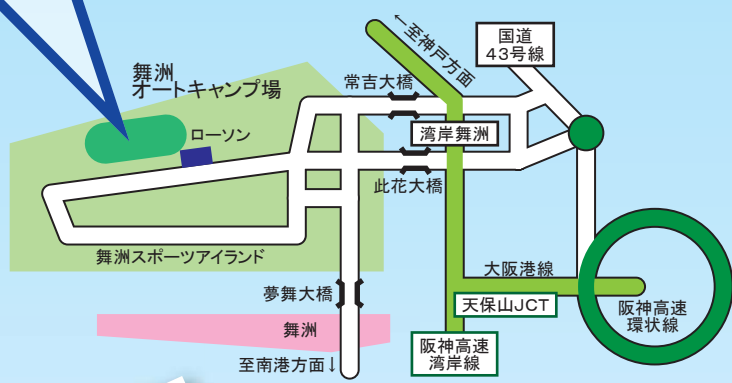 ←至神戸方面
国道
43号線
舞洲
オートキャンプ場
常吉大橋
ローソン
湾岸舞洲
此花大橋
舞洲スポーツアイランド
大阪港線
夢舞大橋
天保山JCT
阪神高速
環状線
舞洲
阪神高速
湾岸線
至南港方面↓